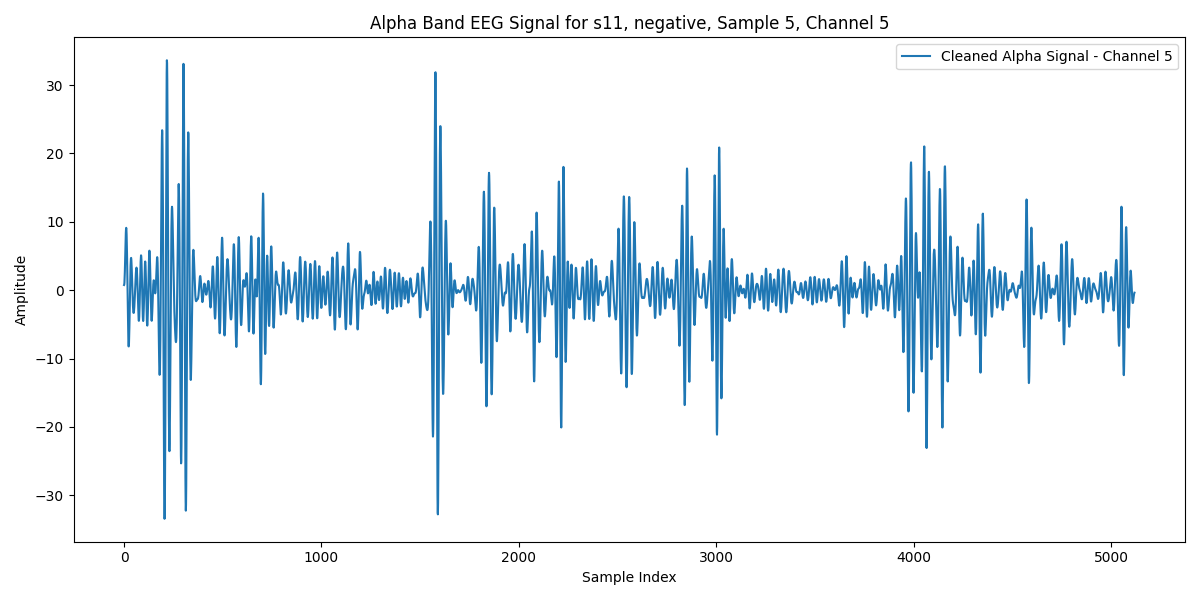 Alpha Band EEG Signal for s11, negative, Sample 5, Channel 5
Cleaned Alpha Signal - Channel 5
Amplitude
30
20
10
0
−10
−20
−30
0 1000 2000 3000 4000 5000
Sample Index